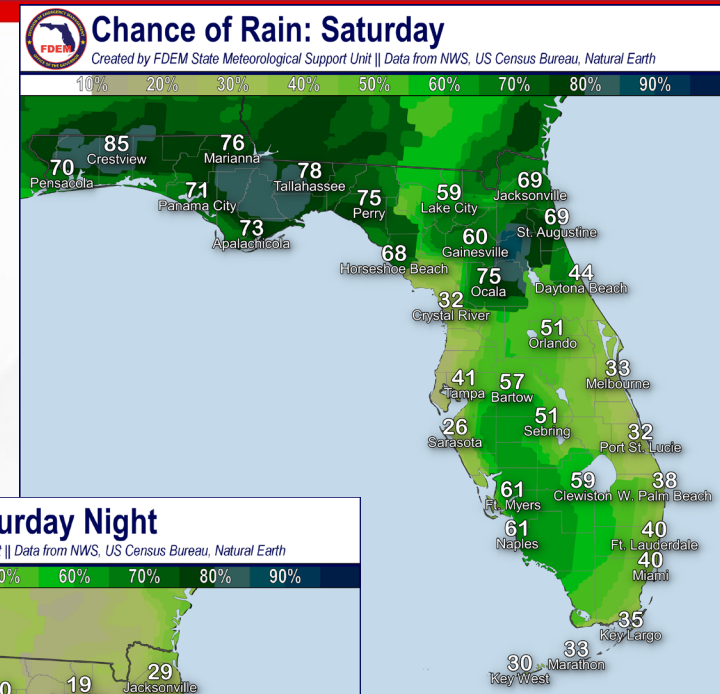 Chance of Rain: Saturday
FDEM
Created by FDEM State Meteorological Support Unit || Data from NWS, US Census Bureau, Natural Earth
10% 20% 30% 40% 50% 60% 70% 80% 90%
85
Crestview
76
Marianna
70
Pensacola
78
Tallahassee
71
Panama City
75
Perry
59
Lake City
69
Jacksonville
73
Apalachicola
69
St. Augustine
60
Gainesville
68
Horseshoe Beach
75
Ocala
44
Daytona Beach
32
Crystal River
51
Orlando
33
Melbourne
41
Tampa
57
Bartow
51
Sebring
26
Sarasota
32
Port St. Lucie
61
Ft. Myers
59
Clewiston
38
W. Palm Beach
61
Naples
40
Ft. Lauderdale
40
Miami
35
Key Largo
33
Marathon
30
Key West
urday Night
|| Data from NWS, US Census Bureau, Natural Earth
0% 60% 70% 80% 90%
29
Jacksonville
19
0